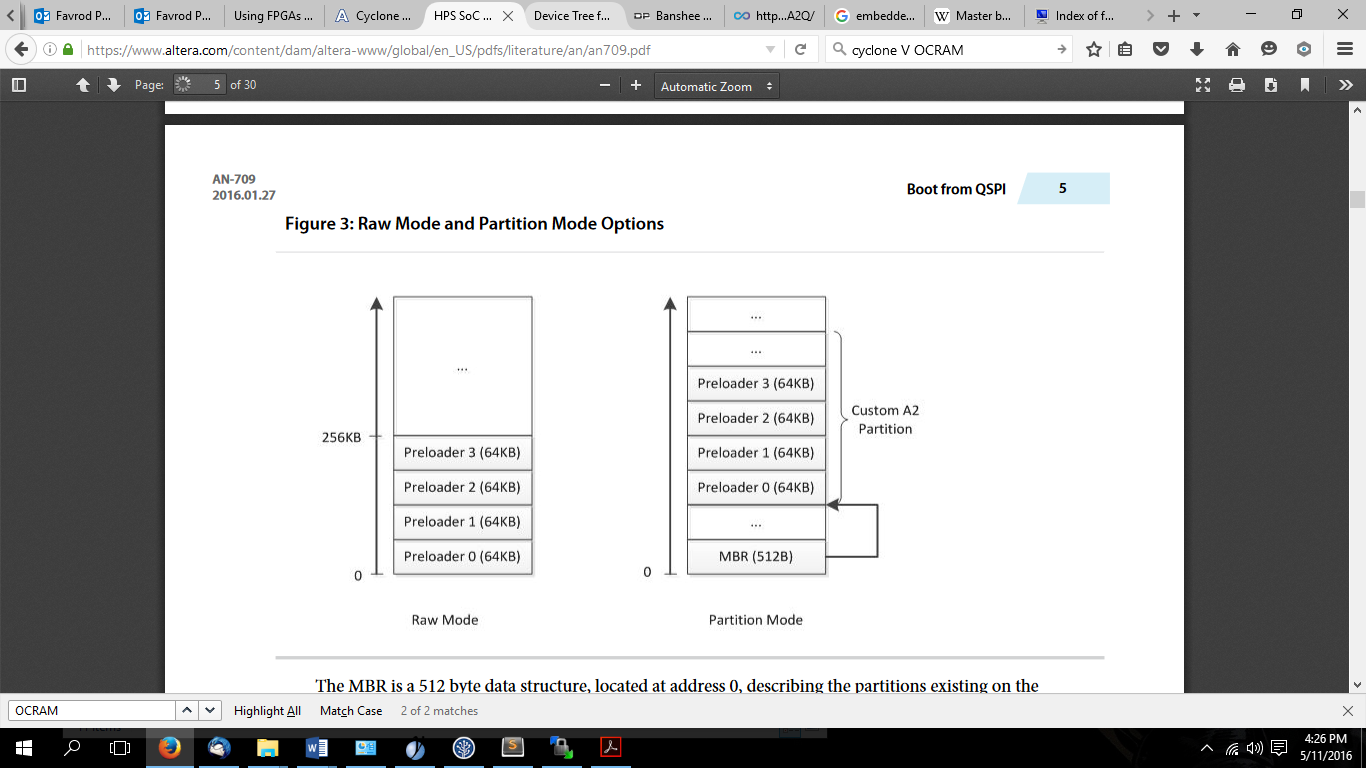 Favrod P...
Favrod P...
Using FPGAs ...
Cyclone ...
HPS SoC ...
Device Tree f...
Banshee ...
http...A2Q/
embedde...
Master b...
Index of f...
https://www.altera.com/content/dam/altera-www/global/en_US/pdfs/literature/an/an709.pdf
cyclone V OCRAM
Page: 5 of 30
Automatic Zoom
AN-709
2016.01.27
Boot from QSPI 5
Figure 3: Raw Mode and Partition Mode Options
...
256KB
Preloader 3 (64KB)
Preloader 2 (64KB)
Preloader 1 (64KB)
Preloader 0 (64KB)
0
Raw Mode
...
...
Preloader 3 (64KB)
Preloader 2 (64KB)
Preloader 1 (64KB)
Preloader 0 (64KB)
...
MBR (512B)
0
Custom A2
Partition
Partition Mode
The MBR is a 512 byte data structure, located at address 0, describing the partitions existing on the
OCRAM
Highlight All
Match Case
2 of 2 matches
4:26 PM
5/11/2016